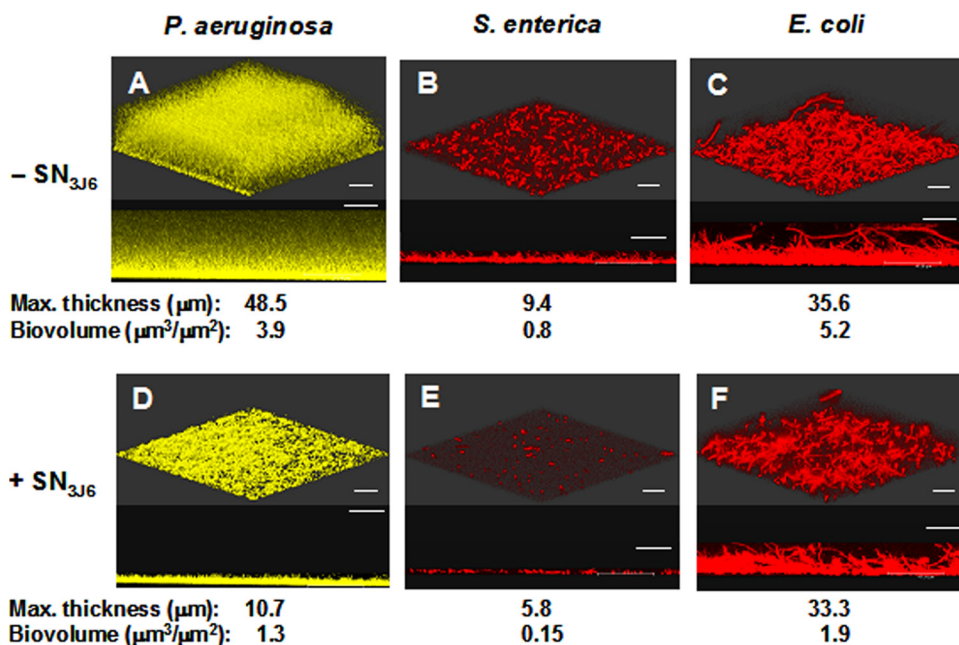 P. aeruginosa S. enterica E. coli
A B C
– SN3J6
Max. thickness (µm): 48.5 9.4 35.6
Biovolume (µm³/µm²): 3.9 0.8 5.2
D E F
+ SN3J6
Max. thickness (µm): 10.7 5.8 33.3
Biovolume (µm³/µm²): 1.3 0.15 1.9